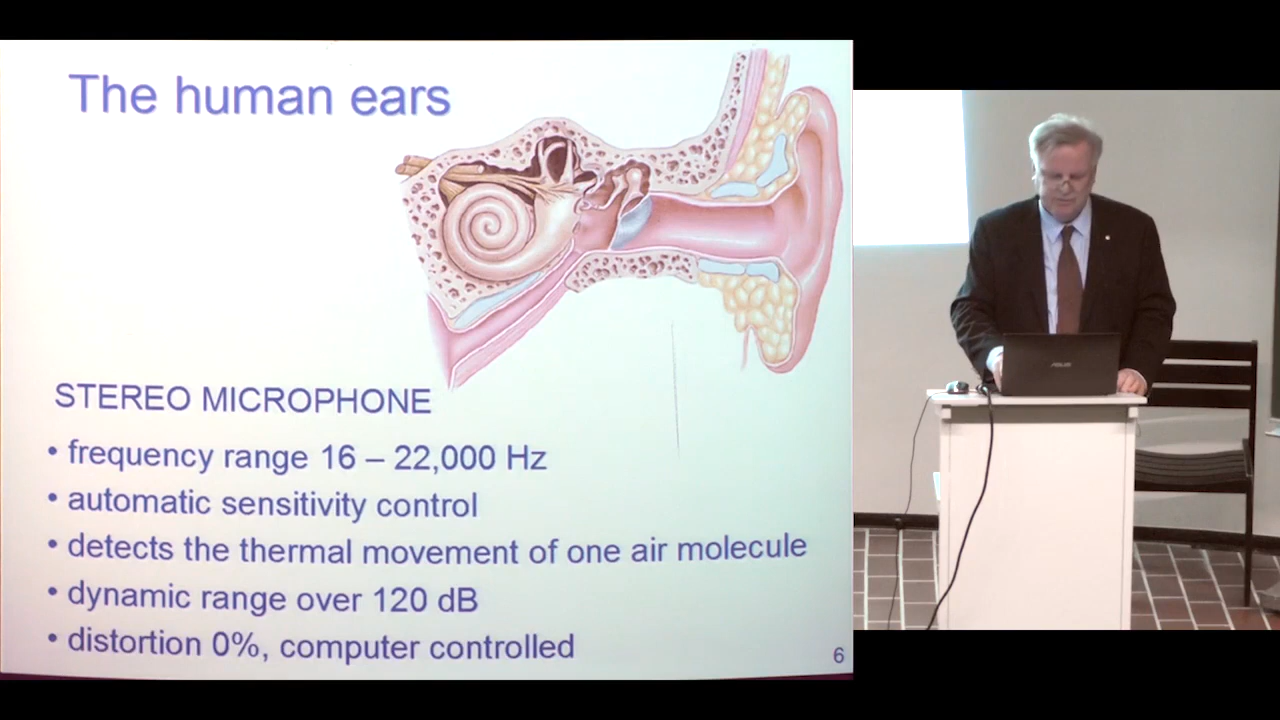 The human ears
STEREO MICROPHONE
• frequency range 16 – 22,000 Hz
• automatic sensitivity control
• detects the thermal movement of one air molecule
• dynamic range over 120 dB
• distortion 0%, computer controlled
6
ASUS